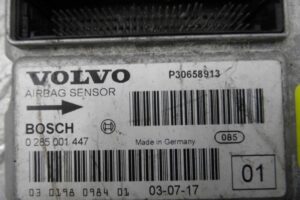 VOLVO
P30658913
AIRBAG SENSOR
BOSCH
0 285 001 447
Made in Germany
085
01
03 0198 0984 01
03-07-17